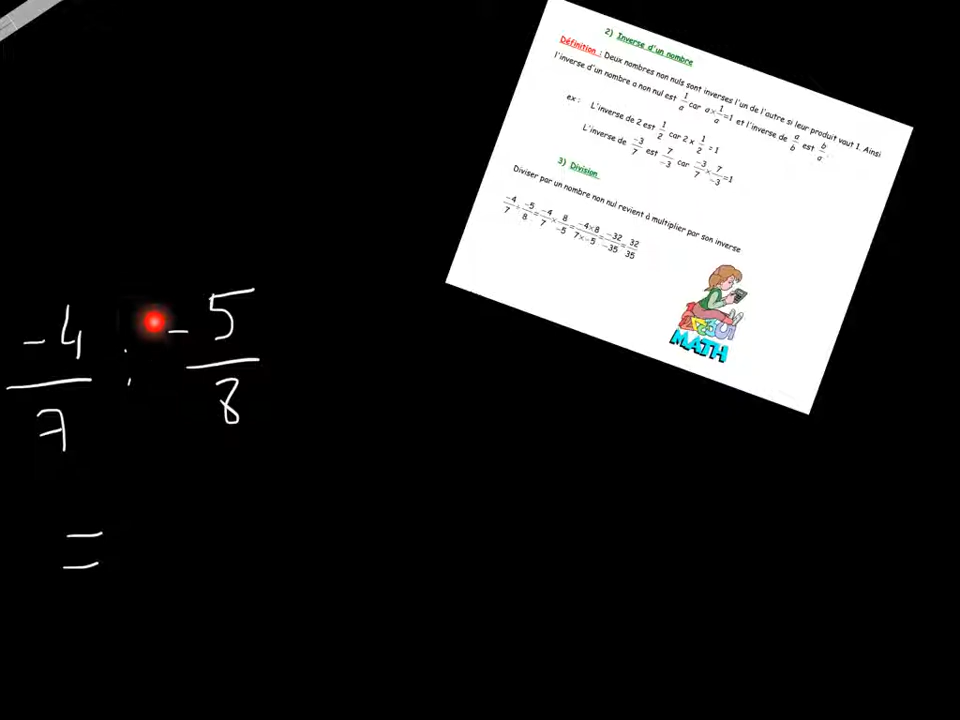 2) Inverse d'un nombre
Définition : Deux nombres non nuls sont inverses l'un de l'autre si leur produit vaut 1. Ainsi
l'inverse d'un nombre a non nul est 1/a car a × 1/a = 1 et l'inverse de a/b est b/a.
ex : L'inverse de 2 est 1/2 car 2 × 1/2 = 1
L'inverse de -3/7 est 7/-3 car -3/7 × 7/-3 = 1
3) Division
Diviser par un nombre non nul revient à multiplier par son inverse
-4/7 ÷ -5/8 = -4/7 × 8/-5 = -4×8/7×-5 = -32/-35 = 32/35
MATH
-4/7 : -5/8
=